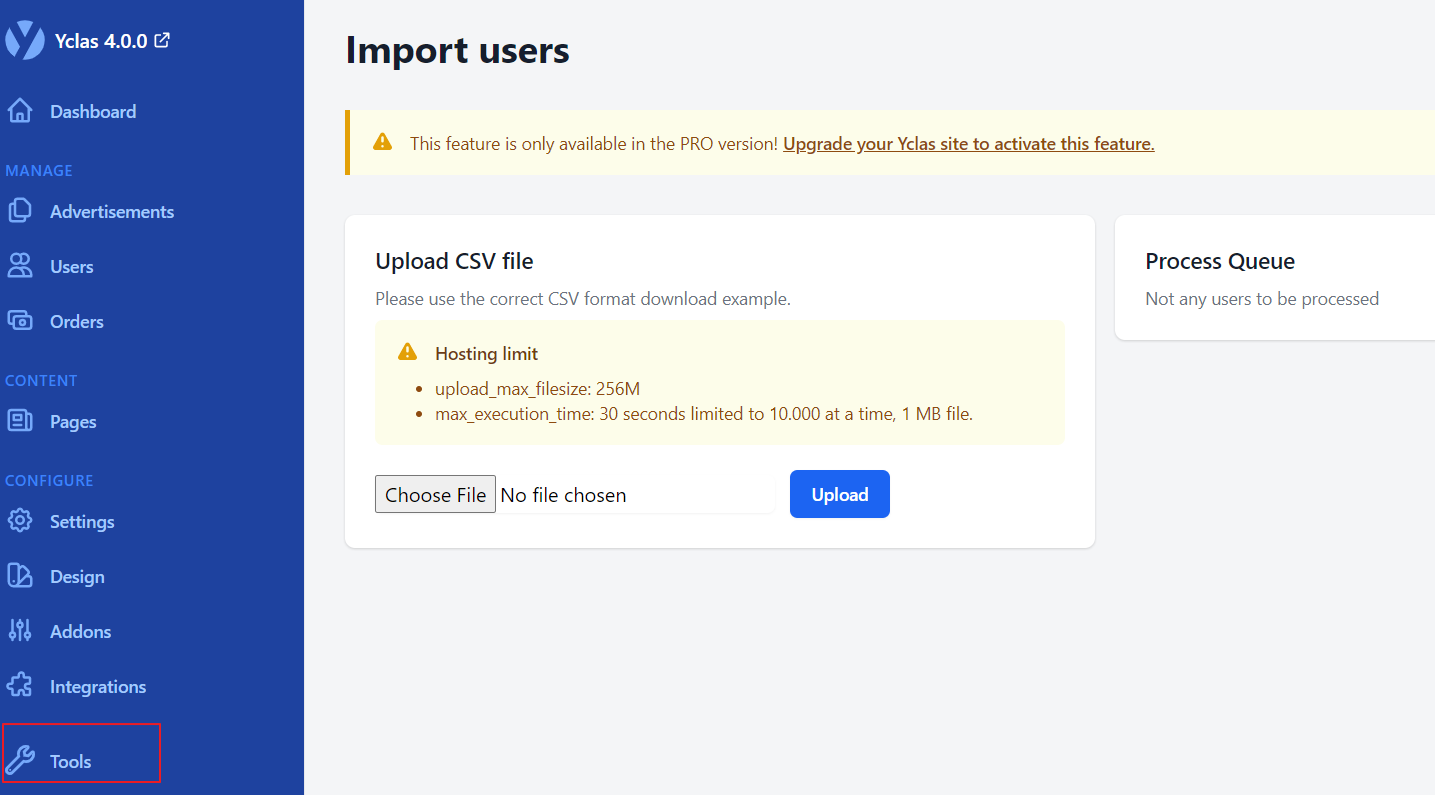 Yclas 4.0.0
Dashboard
MANAGE
Advertisements
Users
Orders
CONTENT
Pages
CONFIGURE
Settings
Design
Addons
Integrations
Tools
Import users
This feature is only available in the PRO version! Upgrade your Yclas site to activate this feature.
Upload CSV file
Please use the correct CSV format download example.
Hosting limit
upload_max_filesize: 256M
max_execution_time: 30 seconds limited to 10.000 at a time, 1 MB file.
Choose File No file chosen
Upload
Process Queue
Not any users to be processed